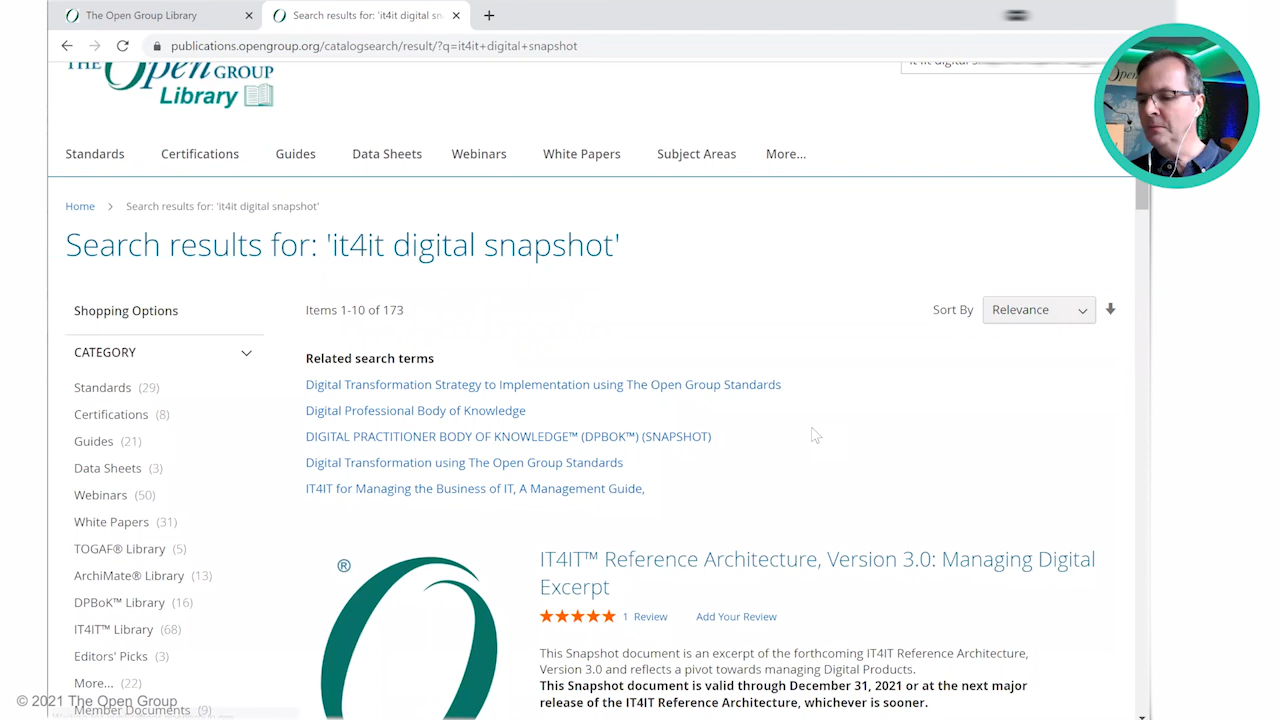 The Open Group Library
Search results for: 'it4it digital sn
publications.opengroup.org/catalogsearch/result/?q=it4it+digital+snapshot
THE Open GROUP
Library
Standards Certifications Guides Data Sheets Webinars White Papers Subject Areas More...
Home > Search results for: 'it4it digital snapshot'
Search results for: 'it4it digital snapshot'
Shopping Options
Items 1-10 of 173
Sort By Relevance
CATEGORY
Standards (29)
Certifications (8)
Guides (21)
Data Sheets (3)
Webinars (50)
White Papers (31)
TOGAF® Library (5)
ArchiMate® Library (13)
DPBoK™ Library (16)
IT4IT™ Library (68)
Editors' Picks (3)
More... (22)
Member Documents (9)
Related search terms
Digital Transformation Strategy to Implementation using The Open Group Standards
Digital Professional Body of Knowledge
DIGITAL PRACTITIONER BODY OF KNOWLEDGE™ (DPBOK™) (SNAPSHOT)
Digital Transformation using The Open Group Standards
IT4IT for Managing the Business of IT, A Management Guide,
®
IT4IT™ Reference Architecture, Version 3.0: Managing Digital
Excerpt
1 Review Add Your Review
This Snapshot document is an excerpt of the forthcoming IT4IT Reference Architecture,
Version 3.0 and reflects a pivot towards managing Digital Products.
This Snapshot document is valid through December 31, 2021 or at the next major
release of the IT4IT Reference Architecture, whichever is sooner.
© 2021 The Open Group